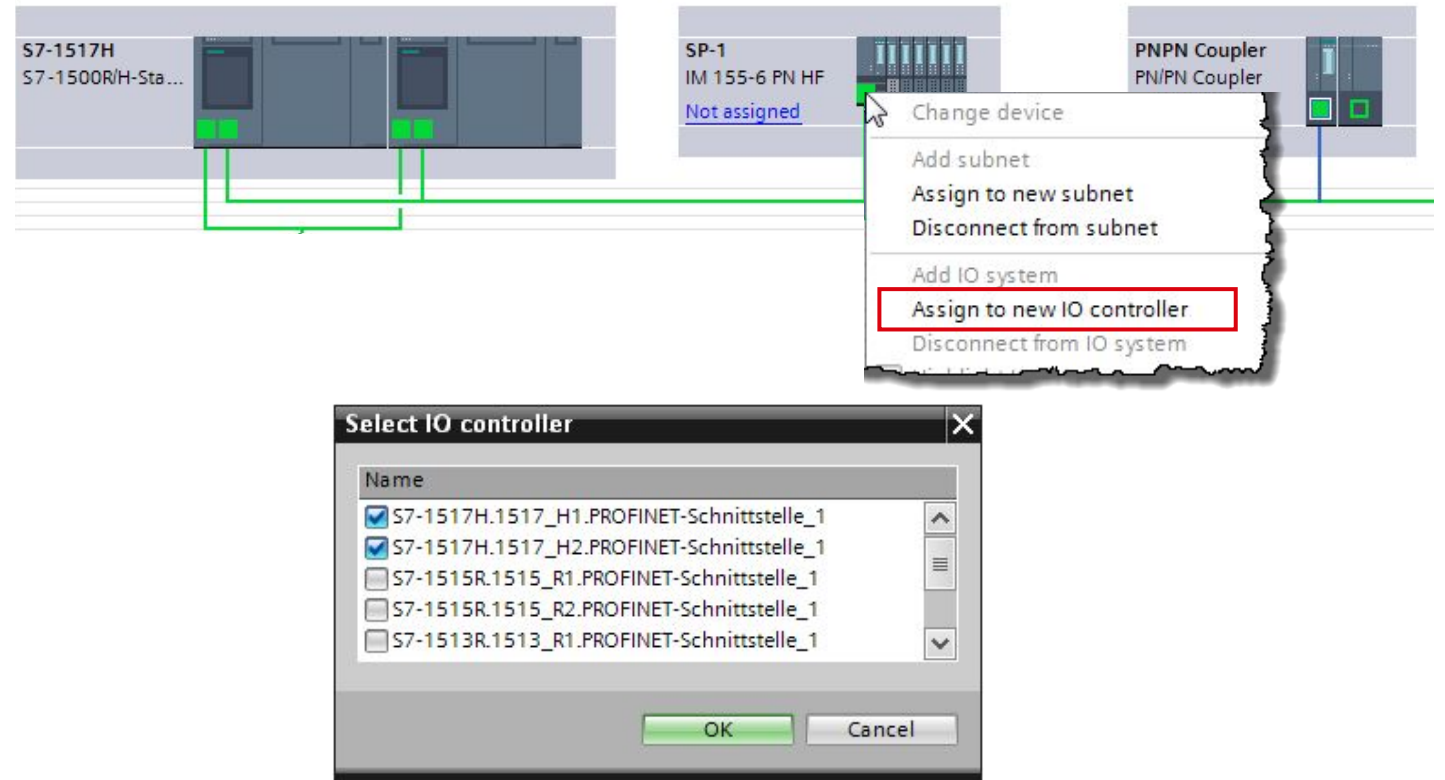 S7-1517H
S7-1500R/H-Sta...
SP-1
IM 155-6 PN HF
Not assigned
PNPN Coupler
PN/PN Coupler
Change device
Add subnet
Assign to new subnet
Disconnect from subnet
Add IO system
Assign to new IO controller
Disconnect from IO system
Select IO controller
Name
S7-1517H.1517_H1.PROFINET-Schnittstelle_1
S7-1517H.1517_H2.PROFINET-Schnittstelle_1
S7-1515R.1515_R1.PROFINET-Schnittstelle_1
S7-1515R.1515_R2.PROFINET-Schnittstelle_1
S7-1513R.1513_R1.PROFINET-Schnittstelle_1
OK
Cancel